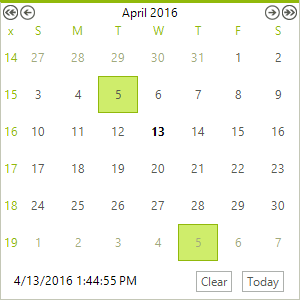 April 2016
x S M T W T F S
14 27 28 29 30 31 1 2
15 3 4 5 6 7 8 9
16 10 11 12 13 14 15 16
17 17 18 19 20 21 22 23
18 24 25 26 27 28 29 30
19 1 2 3 4 5 6 7
4/13/2016 1:44:55 PM Clear Today